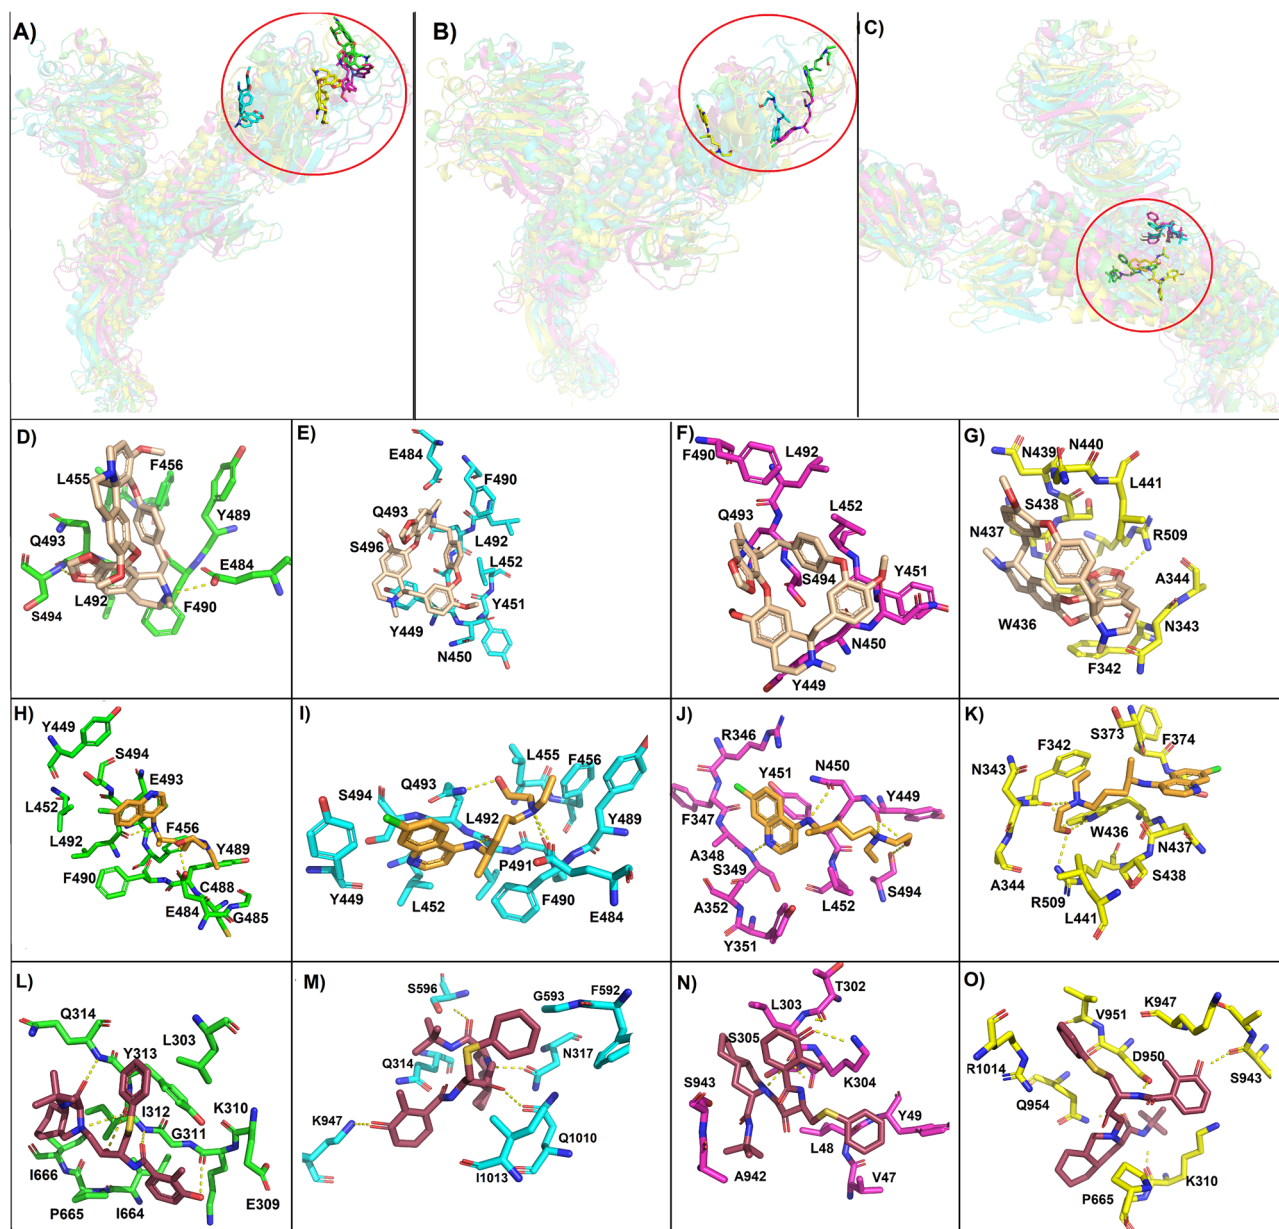 A)
B)
C)
D)
L455
F456
Y489
Q493
E484
S494
L492
F490
E)
E484
F490
Q493
S496
L492
L452
Y451
Y449
N450
F)
F490
L492
Q493
L452
S494
Y451
N450
Y449
G)
N440
N439
L441
S438
N437
R509
A344
W436
N343
F342
H)
Y449
S494
E493
L452
F456
L492
Y489
F490
C488
E484
G485
I)
L455
F456
Q493
S494
L492
Y489
P491
Y449
F490
L452
E484
J)
R346
Y451
N450
Y449
F347
A348
S349
S494
A352
L452
Y351
K)
S373
F342
F374
N343
W436
N437
S438
A344
R509
L441
L)
Q314
L303
Y313
I312
K310
G311
I666
P665
I664
E309
M)
S596
G593
F592
Q314
N317
K947
Q1010
I1013
N)
T302
L303
S305
S943
K304
Y49
L48
A942
V47
O)
K947
V951
R1014
D950
S943
Q954
P665
K310